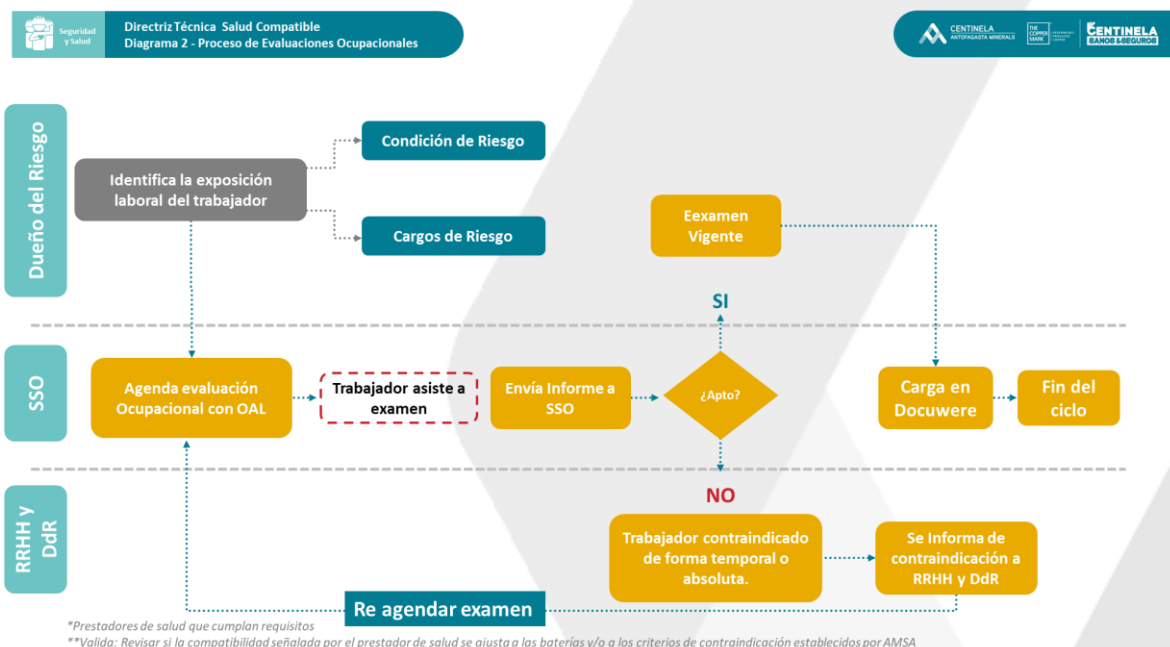 Seguridad
y Salud
Directriz Técnica Salud Compatible
Diagrama 2 - Proceso de Evaluaciones Ocupacionales
CENTINELA
ANTOFAGASTA MINERALS
THE
COPPER
MARK
CENTINELA
SANOS & SEGUROS
Dueño del Riesgo
Identifica la exposición
laboral del trabajador
Condición de Riesgo
Cargos de Riesgo
Eexamen
Vigente
SI
SSO
Agenda evaluación
Ocupacional con OAL
Trabajador asiste a
examen
Envía Informe a
SSO
¿Apto?
Carga en
Docuwere
Fin del
ciclo
NO
RRHH y
DdR
Trabajador contraindicado
de forma temporal o
absoluta.
Se Informa de
contraindicación a
RRHH y DdR
Re agendar examen
*Prestadores de salud que cumplan requisitos
**Valida: Revisar si la compatibilidad señalada por el prestador de salud se ajusta a las baterías y/o a los criterios de contraindicación establecidos por AMSA